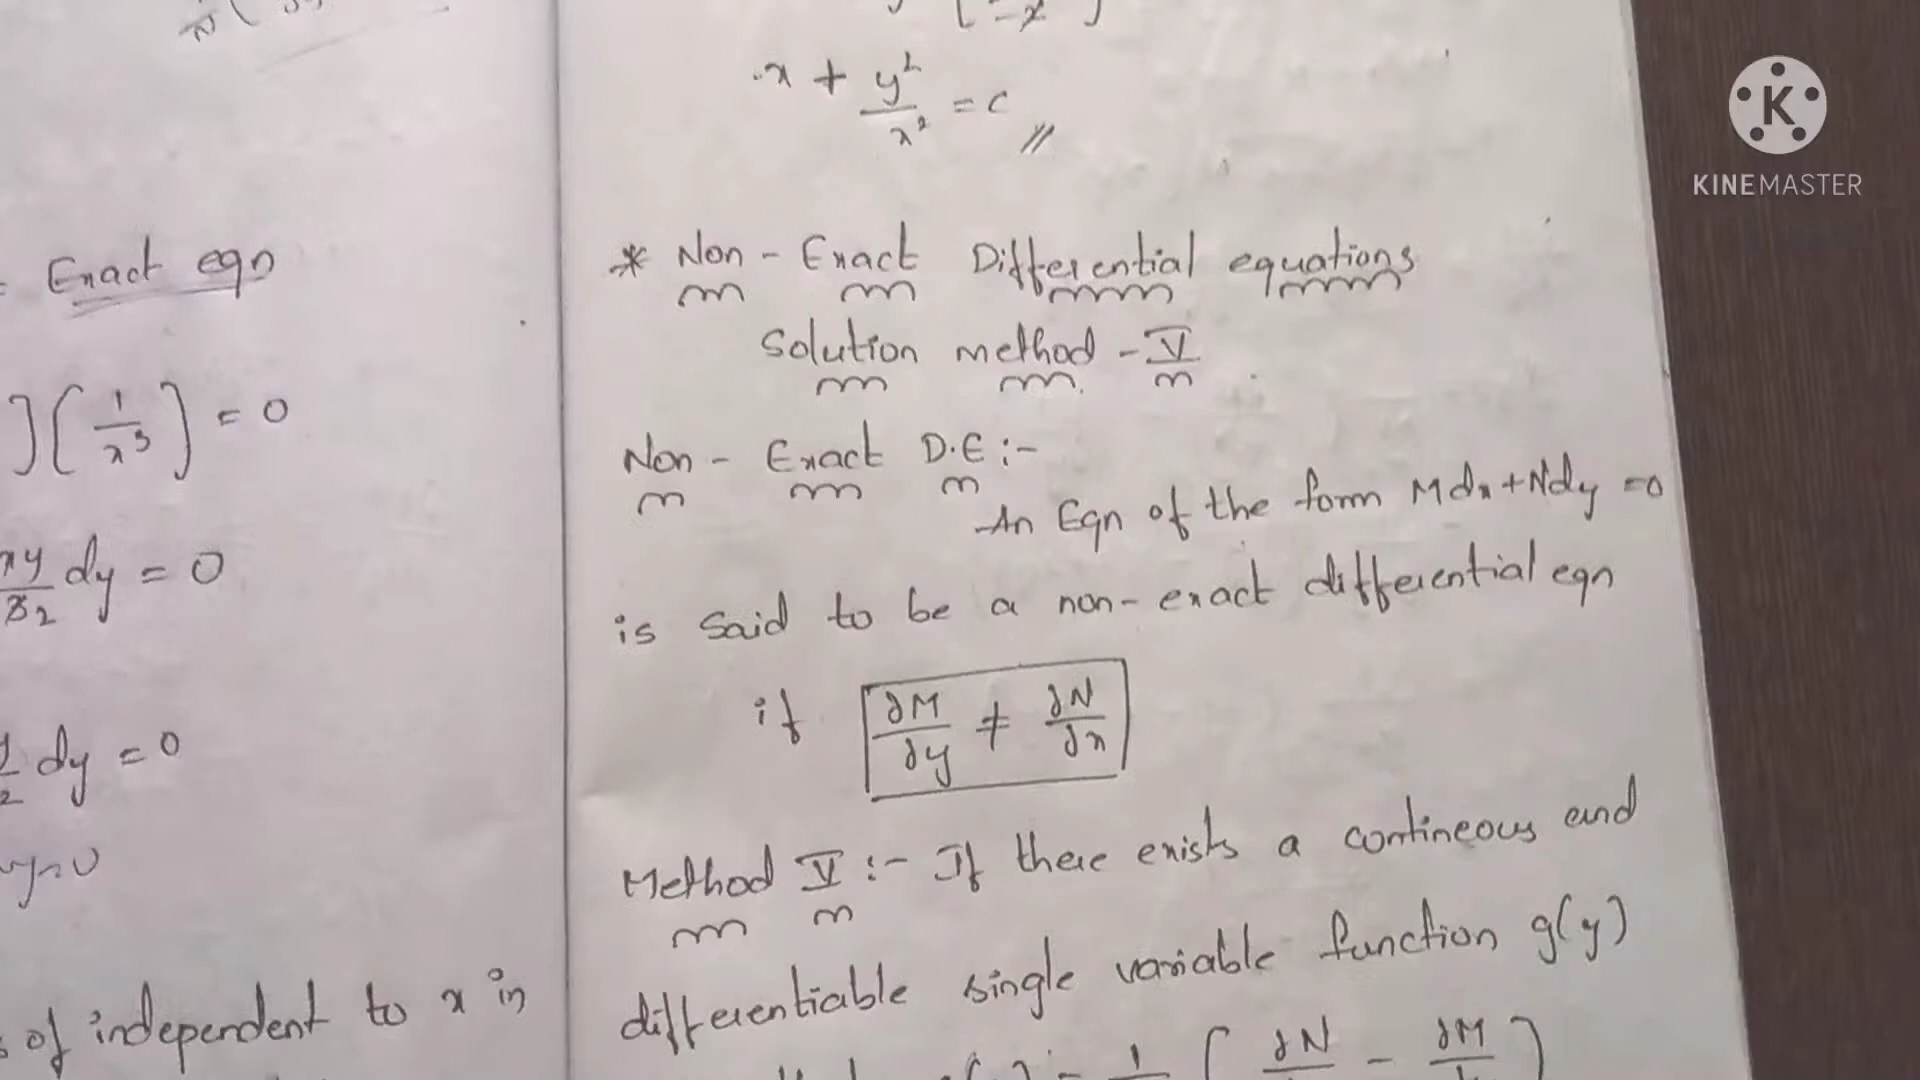 x + y²/x² = c //
* Non - Exact Differential equations
Solution method - V
Non - Exact D.E :-
An Eqn of the form Mdx+Ndy =0
is said to be a non-exact differential eqn
if ∂M/∂y ≠ ∂N/∂x
Method V :- If there exists a contineous and
differentiable single variable function g(y)
1 [ ∂N - ∂M ]
= Exact eqn
] [ 1/x³ ] = 0
dy = 0
dy = 0
of independent to x in
K
KINEMASTER